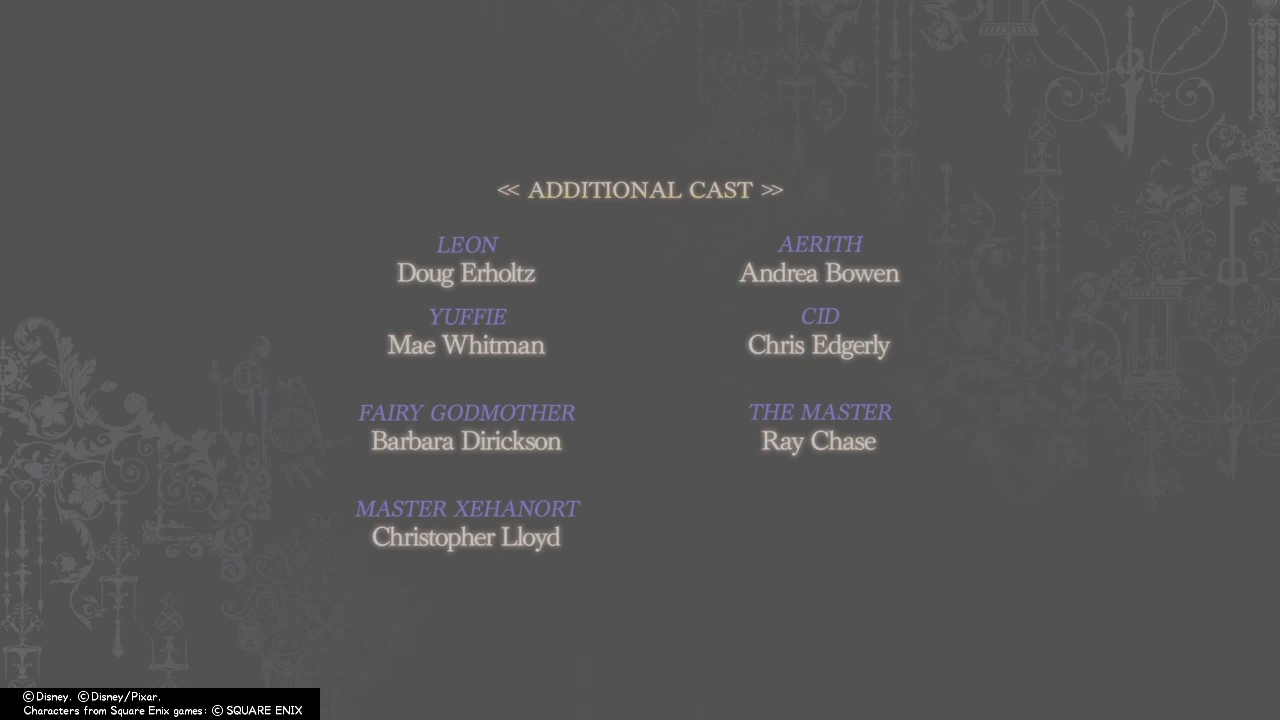 << ADDITIONAL CAST >>
LEON
Doug Erholtz
AERITH
Andrea Bowen
YUFFIE
Mae Whitman
CID
Chris Edgerly
FAIRY GODMOTHER
Barbara Dirickson
THE MASTER
Ray Chase
MASTER XEHANORT
Christopher Lloyd
©Disney. ©Disney/Pixar.
Characters from Square Enix games: © SQUARE ENIX